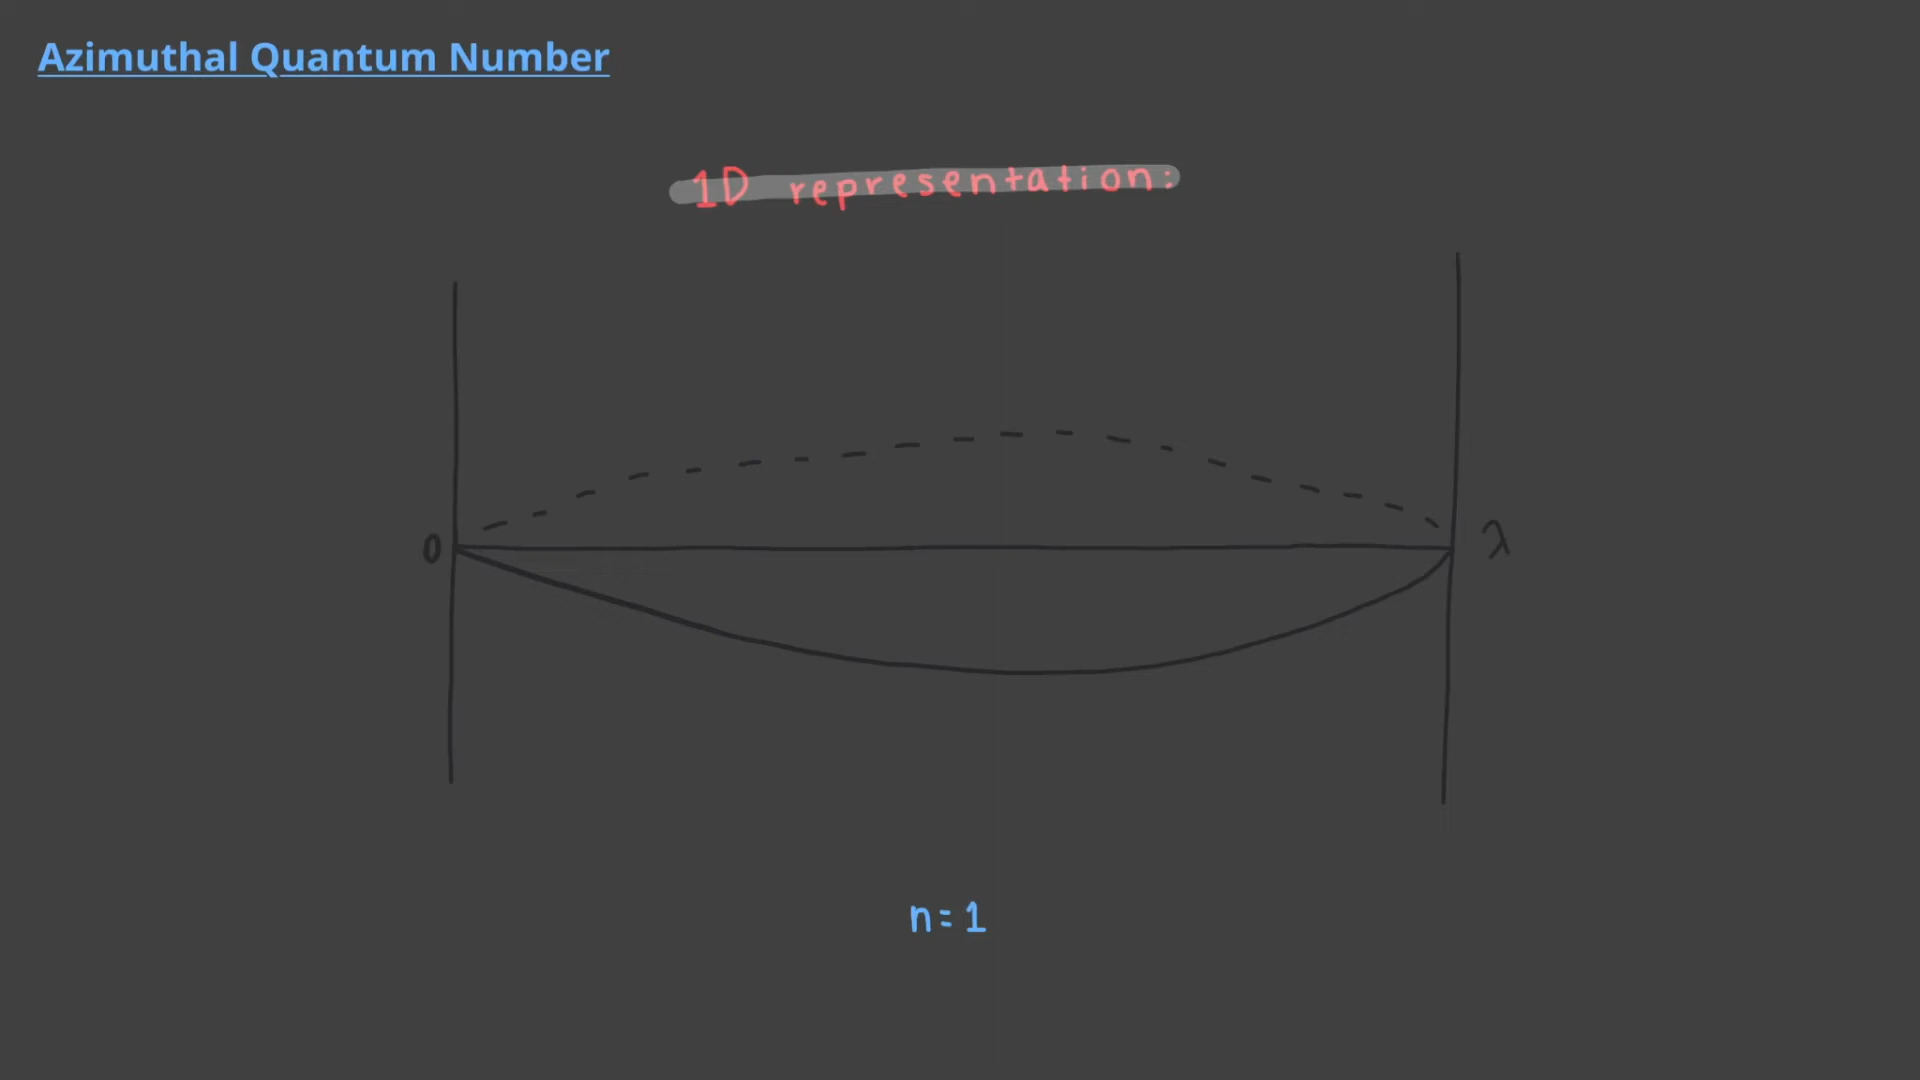 Azimuthal Quantum Number
1D representation:
0
λ
n=1